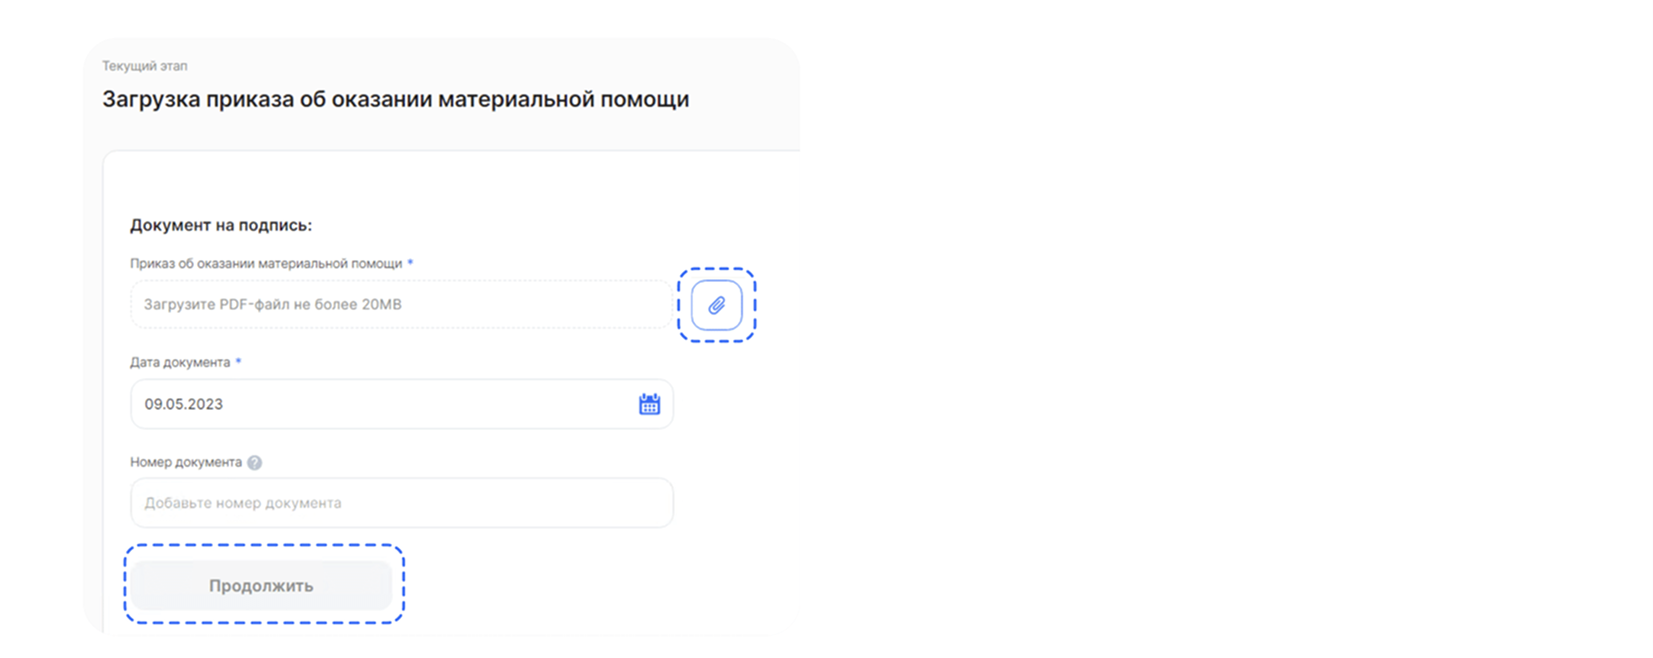 Текущий этап
Загрузка приказа об оказании материальной помощи
Документ на подпись:
Приказ об оказании материальной помощи *
Загрузите PDF-файл не более 20MB
Дата документа *
09.05.2023
Номер документа ?
Добавьте номер документа
Продолжить